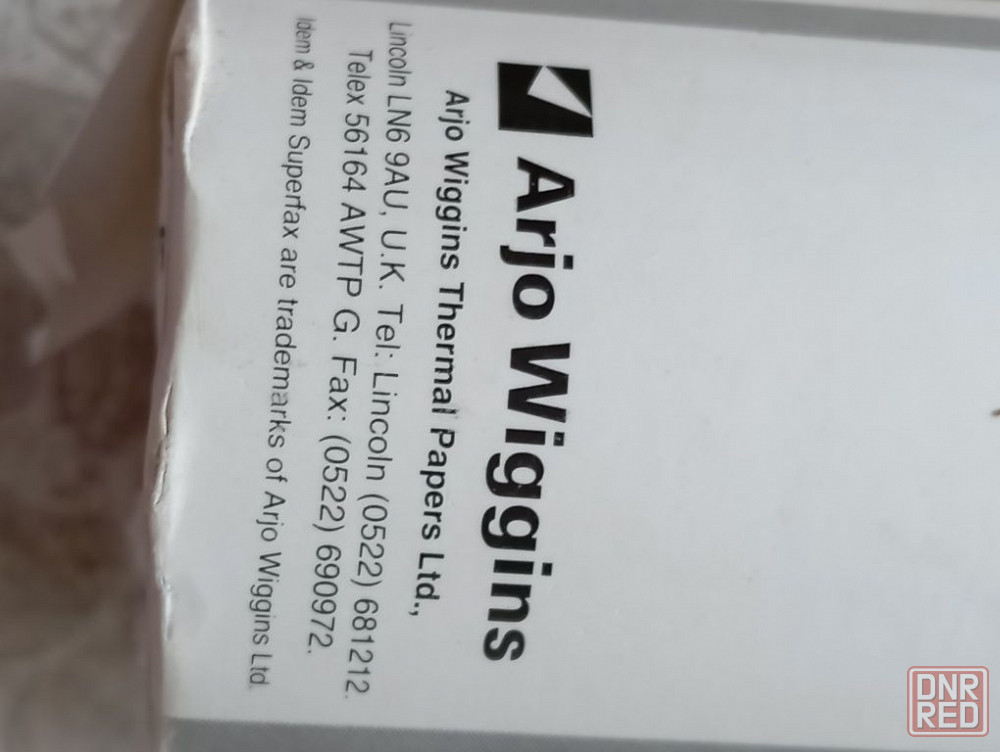 Arjo Wiggins
Arjo Wiggins Thermal Papers Ltd.,
Lincoln LN6 9AU, U.K. Tel: Lincoln (0522) 681212.
Telex 56164 AWTP G. Fax: (0522) 690972.
Idem & Idem Superfax are trademarks of Arjo Wiggins Ltd.
DNR
RED